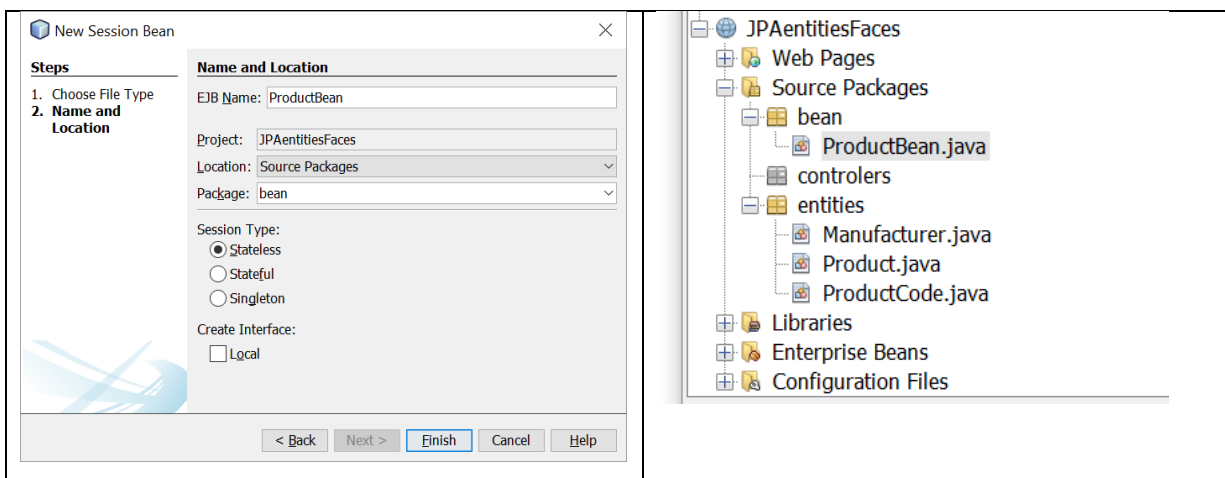 New Session Bean
Steps
1. Choose File Type
2. Name and
Location
Name and Location
EJB Name: ProductBean
Project: JPAentitiesFaces
Location: Source Packages
Package: bean
Session Type:
Stateless
Stateful
Singleton
Create Interface:
Local
< Back Next > Finish Cancel Help
JPAentitiesFaces
Web Pages
Source Packages
bean
ProductBean.java
controlers
entities
Manufacturer.java
Product.java
ProductCode.java
Libraries
Enterprise Beans
Configuration Files